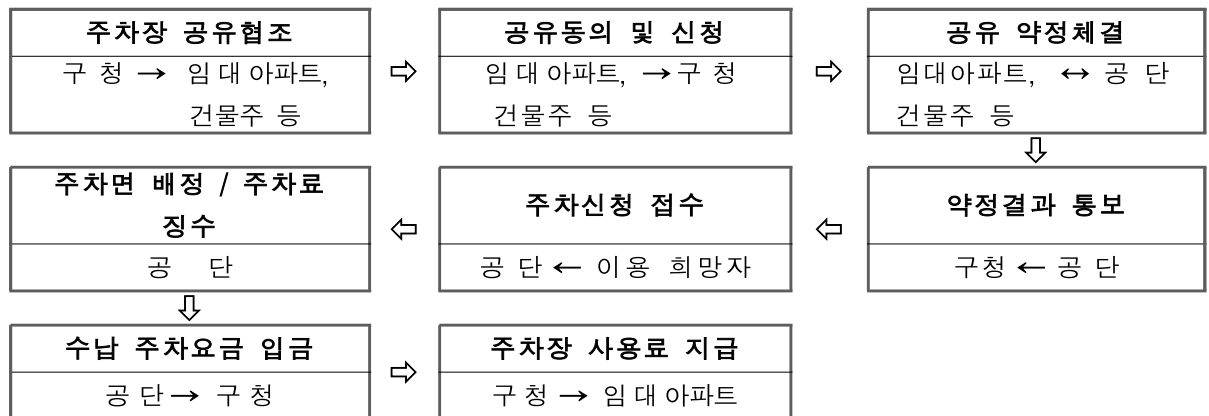 주차장 공유협조
구 청 → 임 대 아파트,
건물주 등
⇨
공유동의 및 신청
임 대 아파트, → 구 청
건물주 등
⇨
공유 약정체결
임대아파트, ↔ 공 단
건물주 등
⇩
약정결과 통보
구청 ← 공 단
⇦
주차신청 접수
공 단 ← 이용 희망자
⇦
주차면 배정 / 주차료
징수
공 단
⇩
수납 주차요금 입금
공 단 → 구 청
⇨
주차장 사용료 지급
구 청 → 임 대 아파트